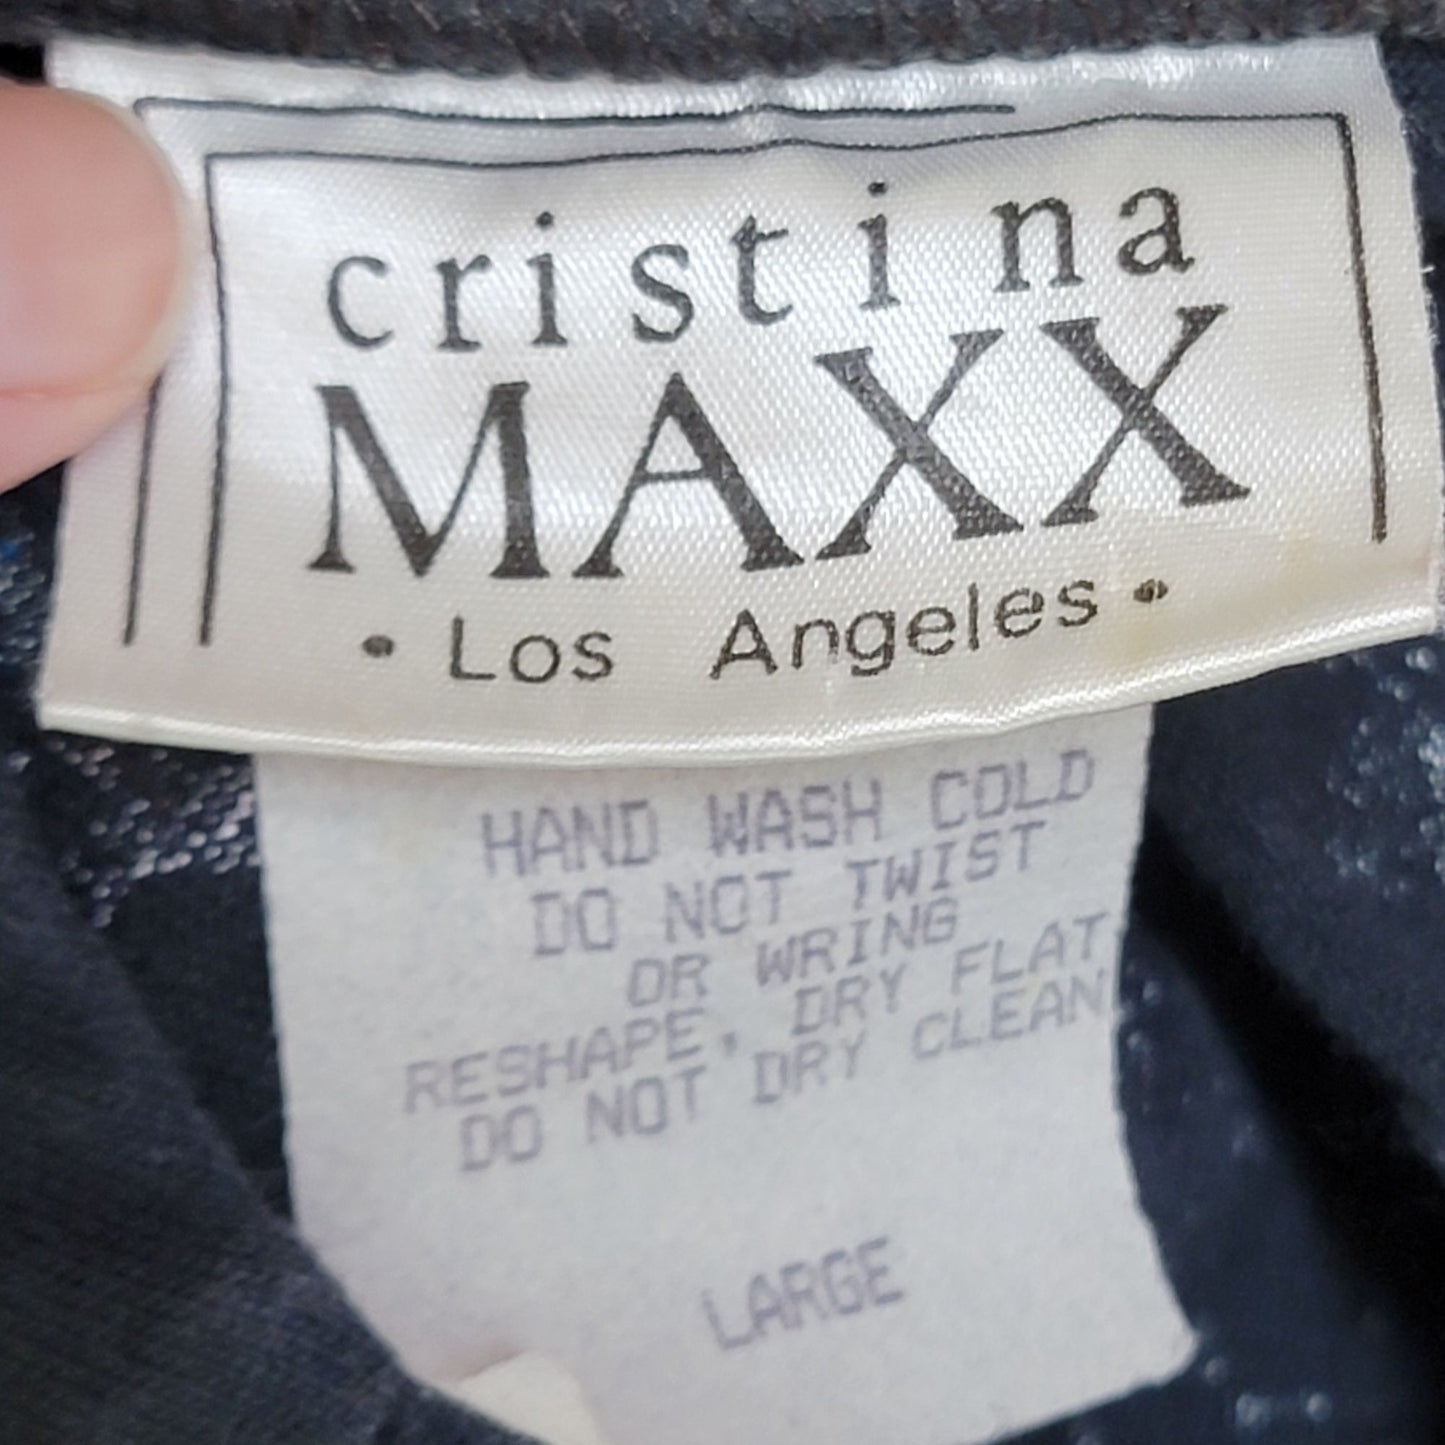 cristina
MAXX
• Los Angeles •
HAND WASH COLD
DO NOT TWIST
OR WRING
RESHAPE, DRY FLAT
DO NOT DRY CLEAN
LARGE